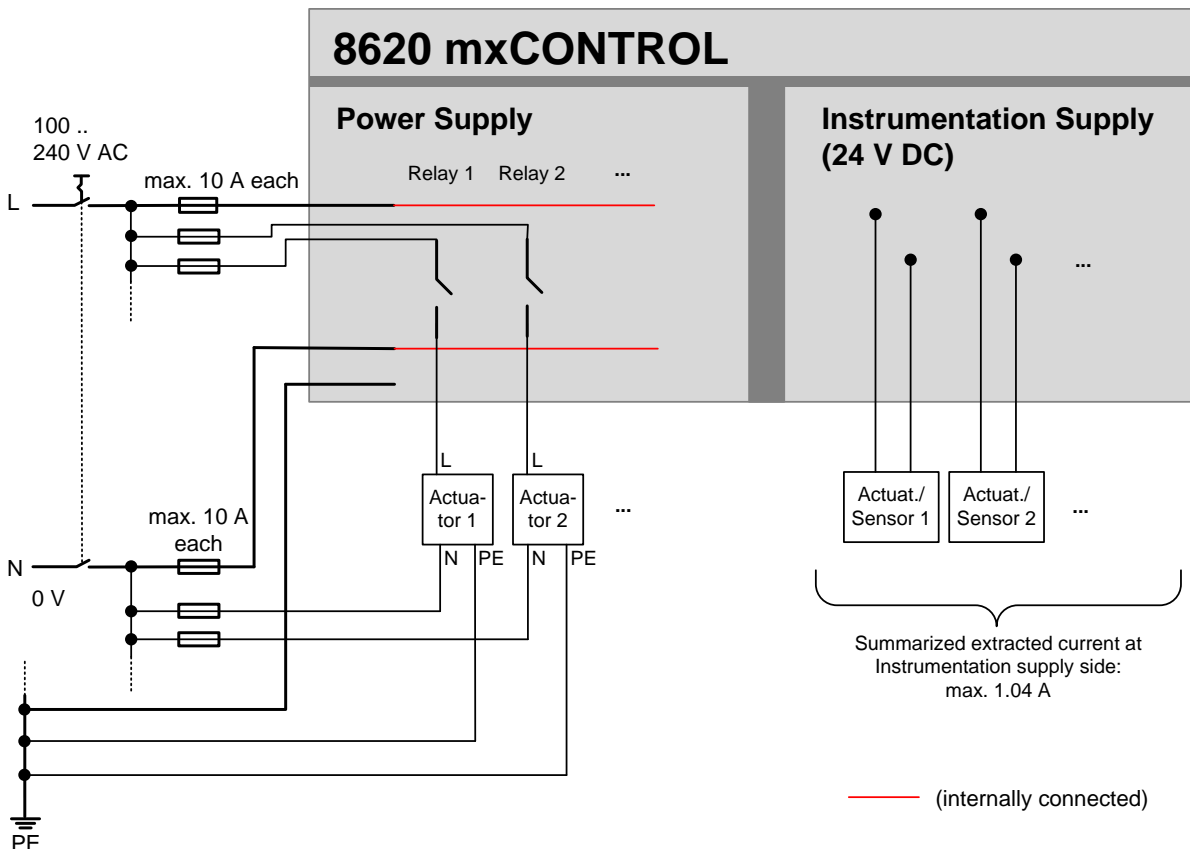 8620 mxCONTROL
Power Supply
Instrumentation Supply
(24 V DC)
100 ..
240 V AC
max. 10 A each
Relay 1
Relay 2
...
L
...
L
L
Actua-
tor 1
Actua-
tor 2
...
Actuat./
Sensor 1
Actuat./
Sensor 2
...
max. 10 A
each
N
PE
N
PE
N
0 V
Summarized extracted current at
Instrumentation supply side:
max. 1.04 A
(internally connected)
PE